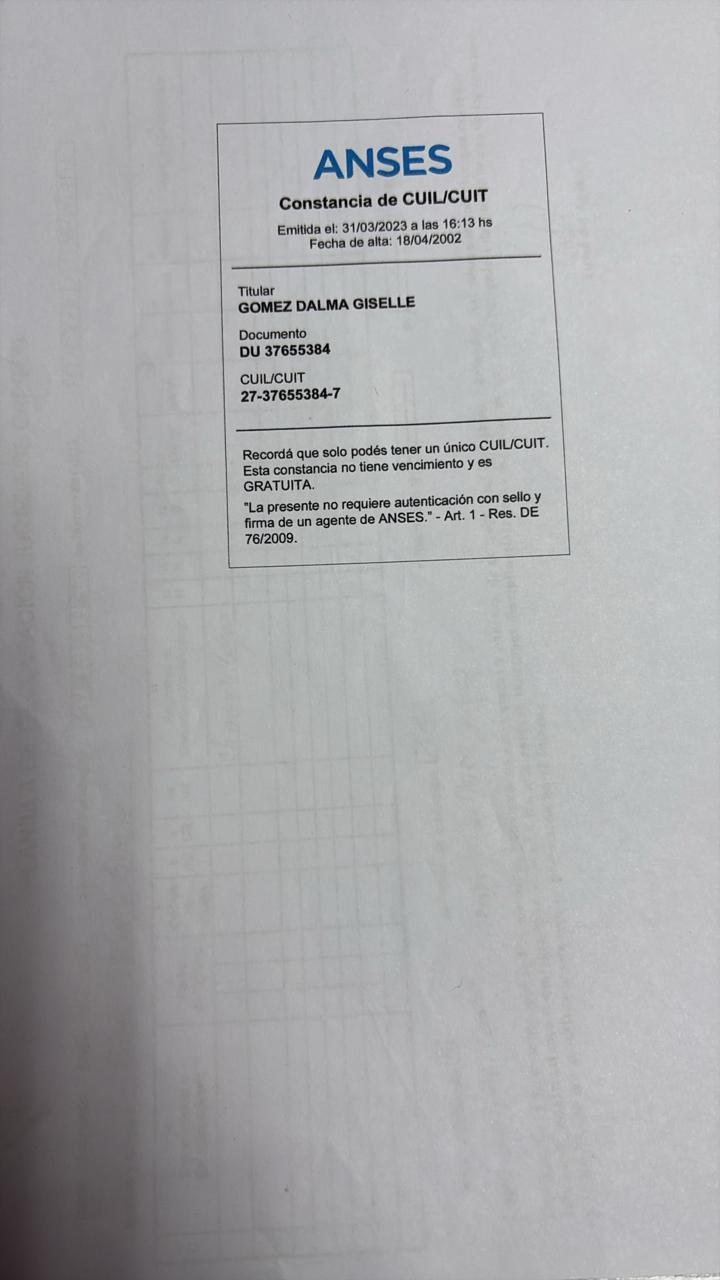 ANSES
Constancia de CUIL/CUIT
Emitida el: 31/03/2023 a las 16:13 hs
Fecha de alta: 18/04/2002
Titular
GOMEZ DALMA GISELLE
Documento
DU 37655384
CUIL/CUIT
27-37655384-7
Recordá que solo podés tener un único CUIL/CUIT.
Esta constancia no tiene vencimiento y es
GRATUITA.
"La presente no requiere autenticación con sello y
firma de un agente de ANSES." - Art. 1 - Res. DE
76/2009.